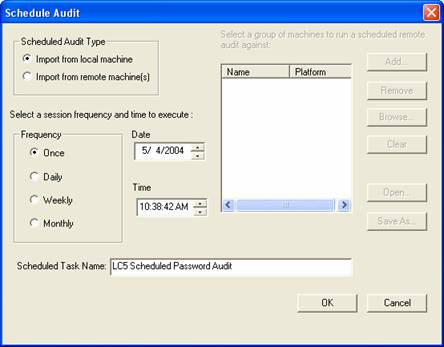 Schedule Audit
Scheduled Audit Type
Import from local machine
Import from remote machine(s)
Select a group of machines to run a scheduled remote
audit against:
Name Platform
Add...
Remove
Browse...
Clear
Open...
Save As...
Select a session frequency and time to execute :
Frequency
Once
Daily
Weekly
Monthly
Date
5/ 4/2004
Time
10:38:42 AM
Scheduled Task Name: LC5 Scheduled Password Audit
OK Cancel